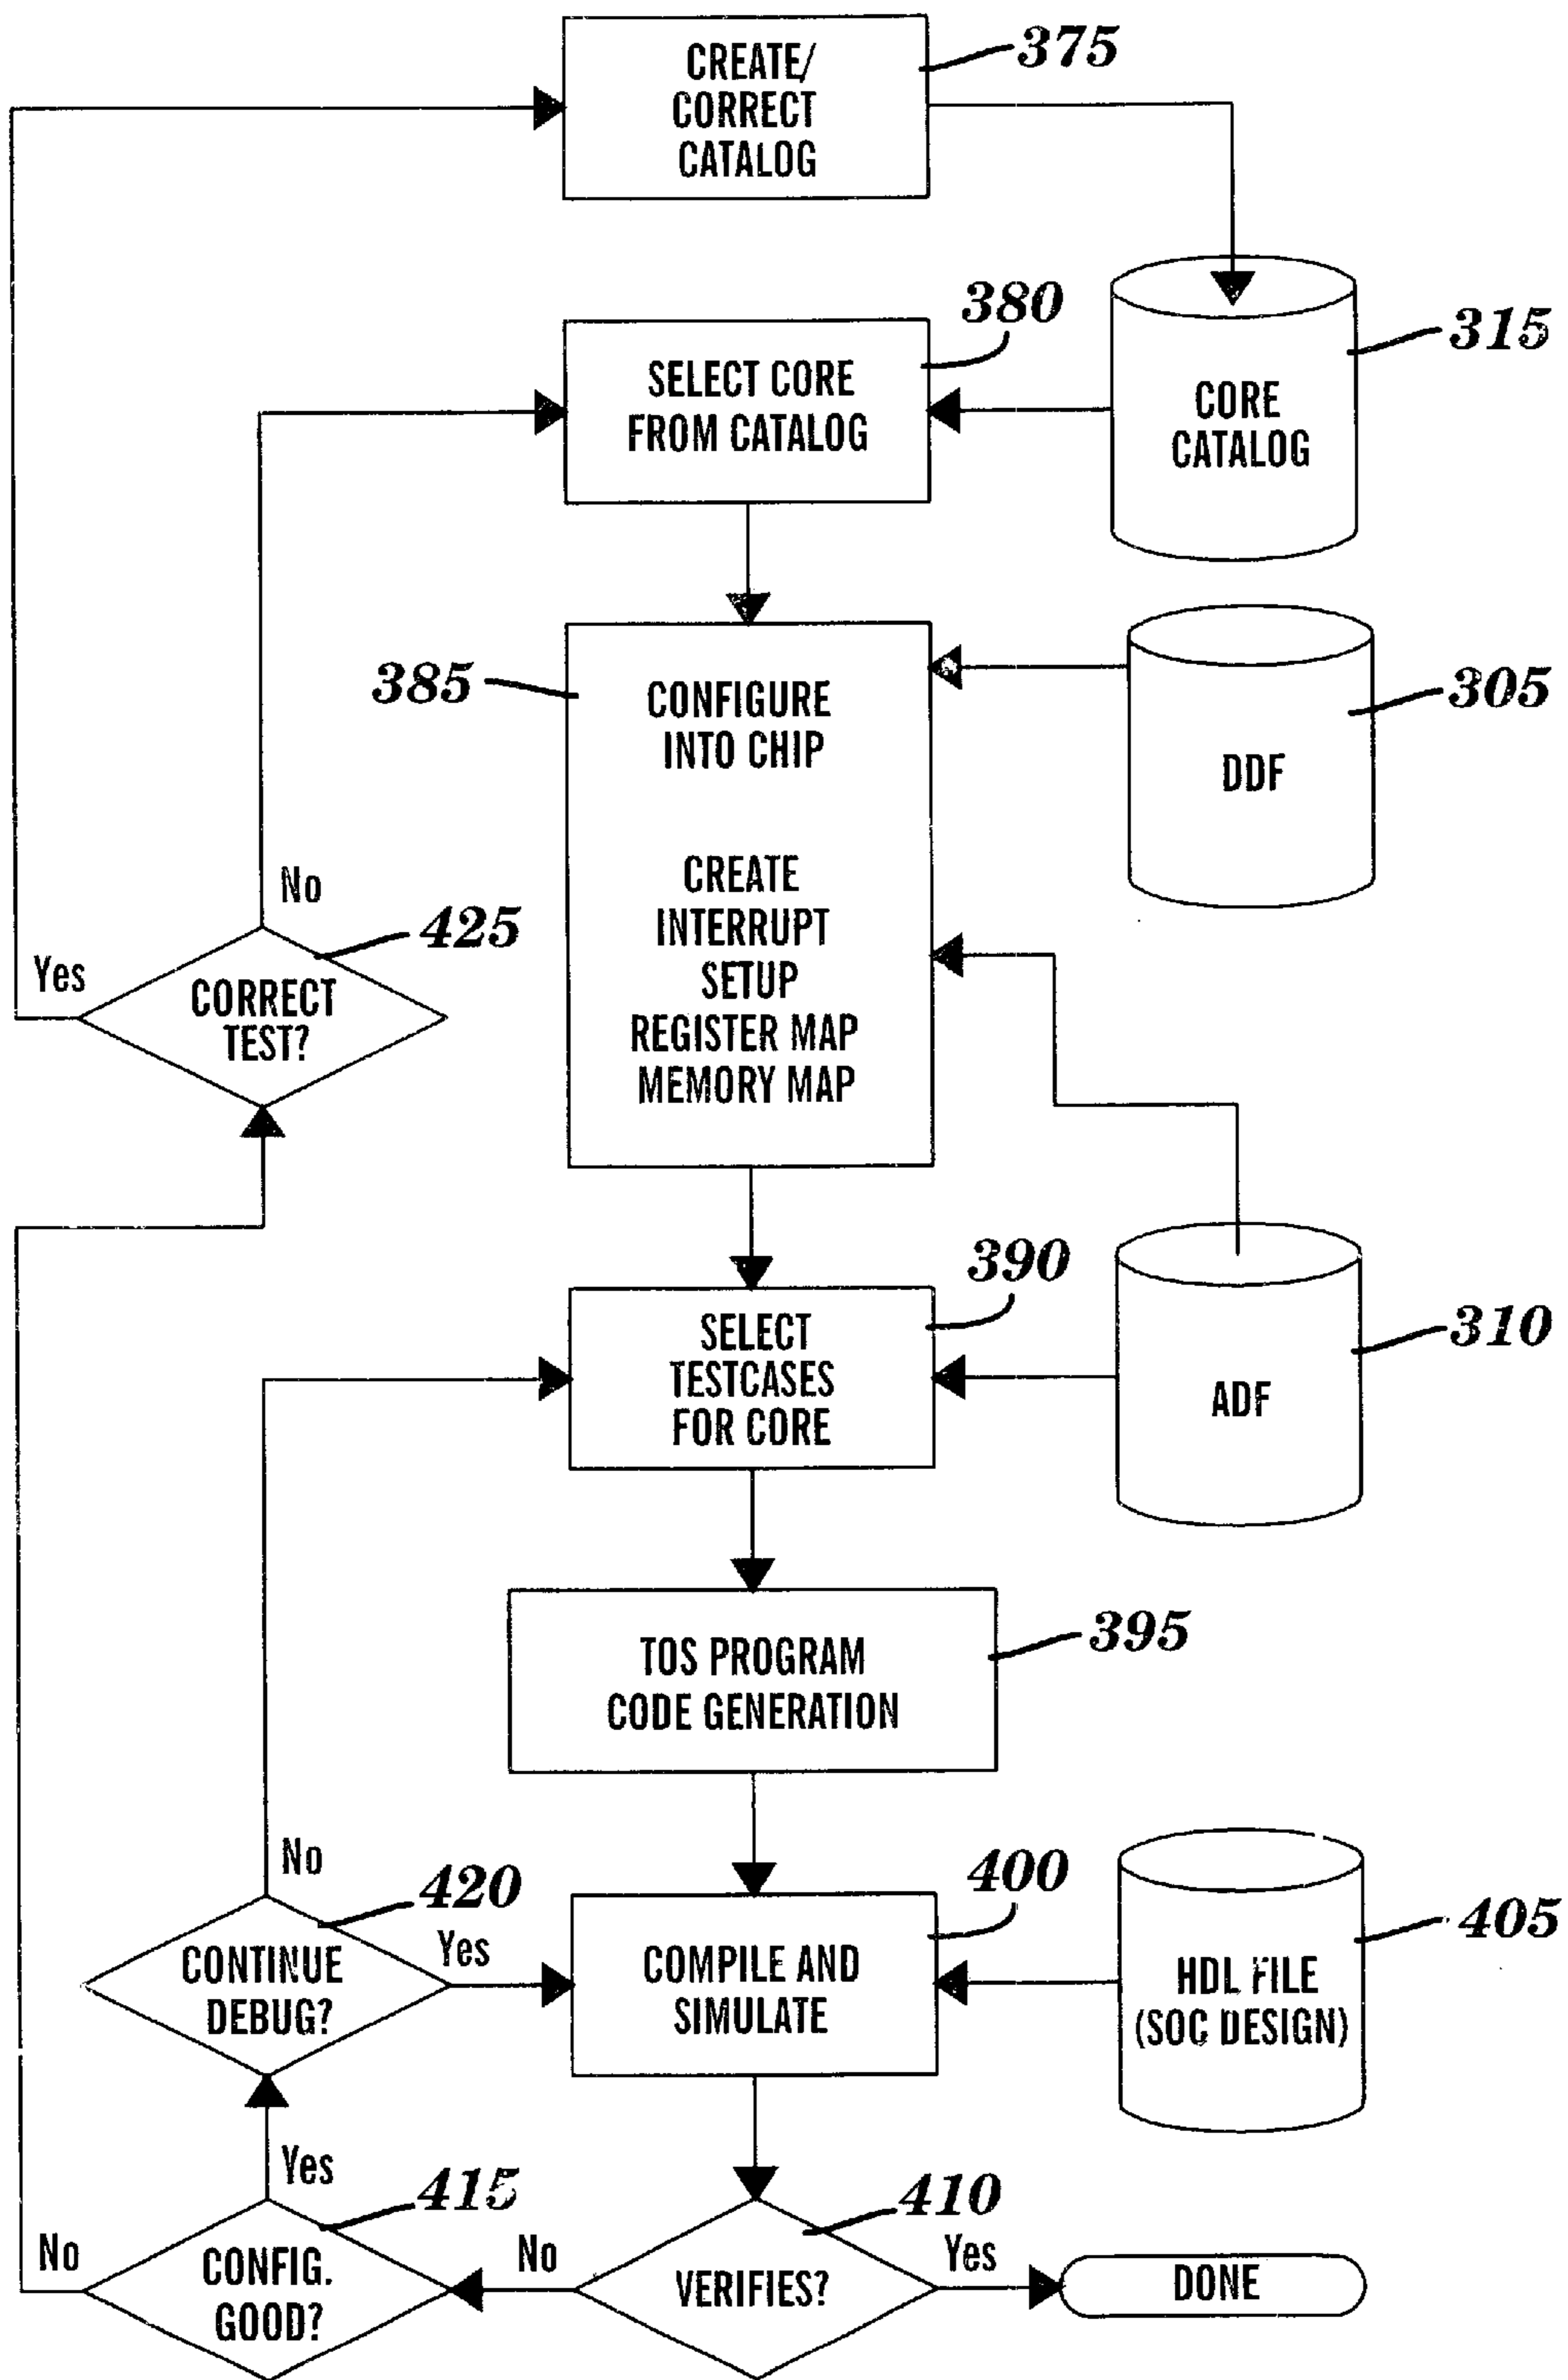 CREATE/
CORRECT
CATALOG
375
SELECT CORE
FROM CATALOG
380
CORE
CATALOG
315
CONFIGURE
INTO CHIP
CREATE
INTERRUPT
SETUP
REGISTER MAP
MEMORY MAP
385
DDF
305
No
Yes
CORRECT
TEST?
425
SELECT
TESTCASES
FOR CORE
390
ADF
310
TOS PROGRAM
CODE GENERATION
395
No
CONTINUE
DEBUG?
420
Yes
COMPILE AND
SIMULATE
400
HDL FILE
(SOC DESIGN)
405
Yes
No
CONFIG.
GOOD?
415
No
VERIFIES?
410
Yes
DONE